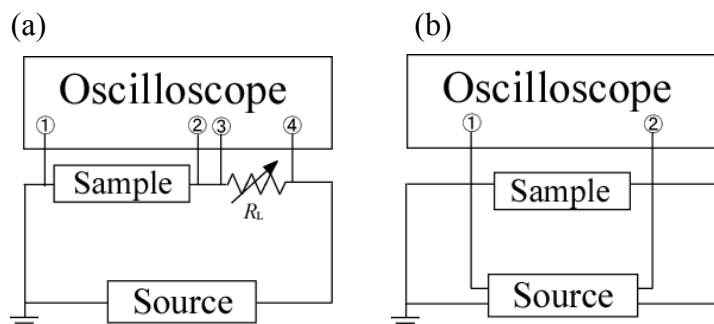 (a)
Oscilloscope
① ② ③ ④
Sample
R_L
Source
(b)
Oscilloscope
① ②
Sample
Source